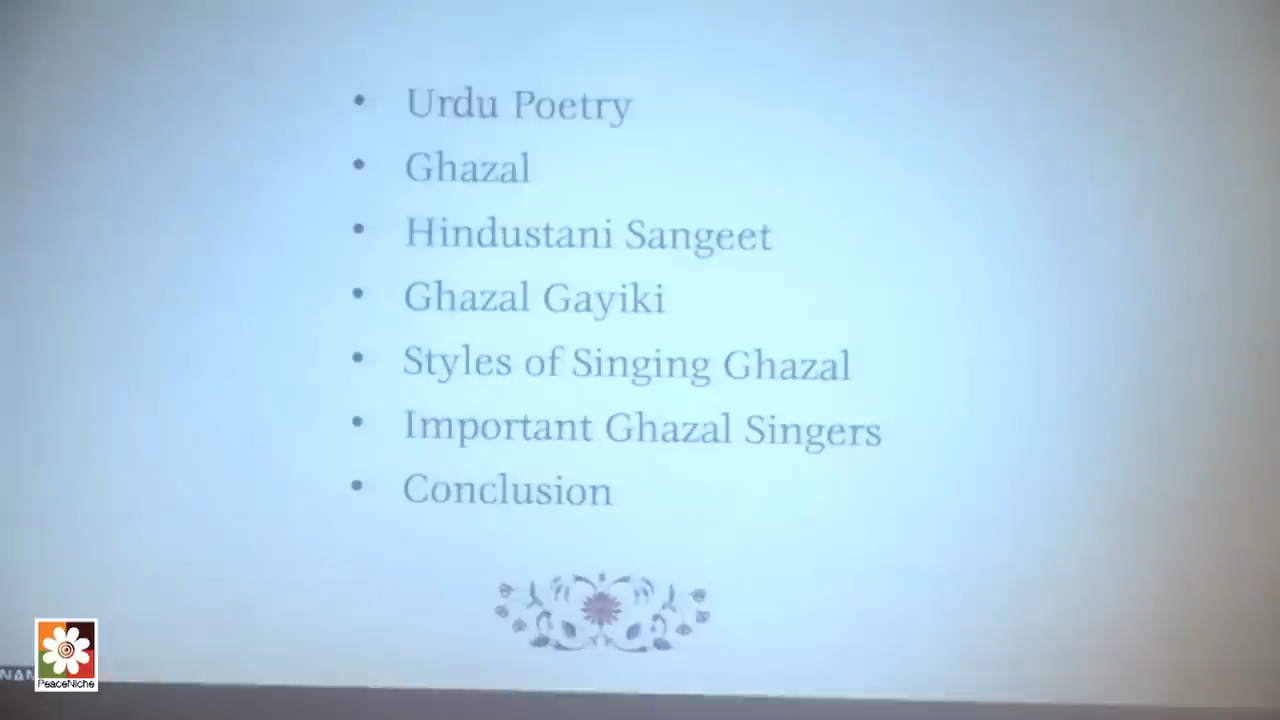 • Urdu Poetry
• Ghazal
• Hindustani Sangeet
• Ghazal Gayiki
• Styles of Singing Ghazal
• Important Ghazal Singers
• Conclusion
PeaceNiche